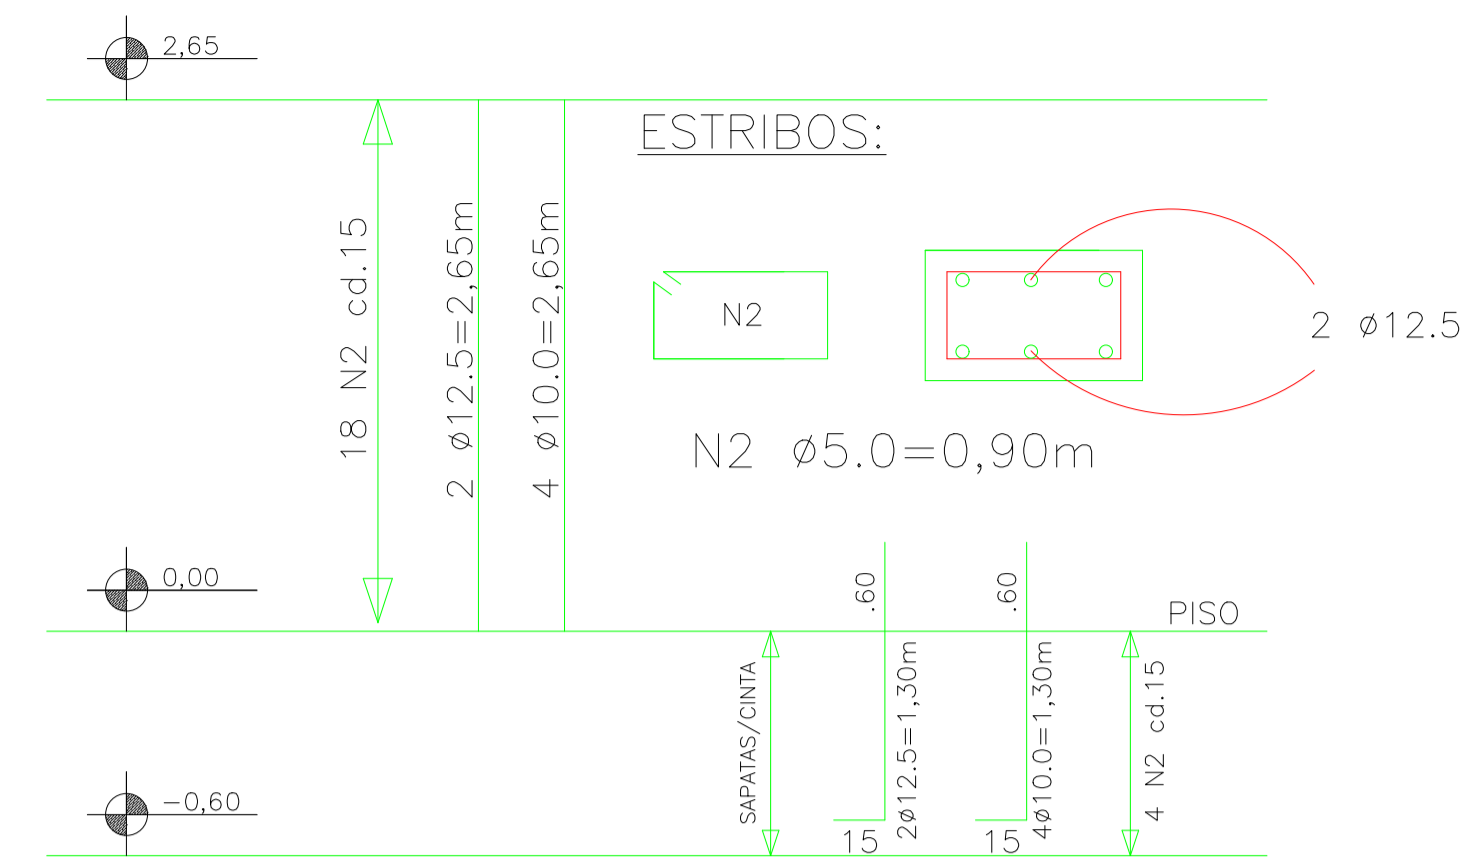 2,65
ESTRIBOS:
18 N2 cd.15
2 ø12.5=2,65m
4 ø10.0=2,65m
N2
2 ø12.5
N2 ø5.0=0,90m
0,00
.60
.60
PISO
SAPATAS/CINTA
2ø12.5=1,30m
4ø10.0=1,30m
4 N2 cd.15
-0,60
15
15